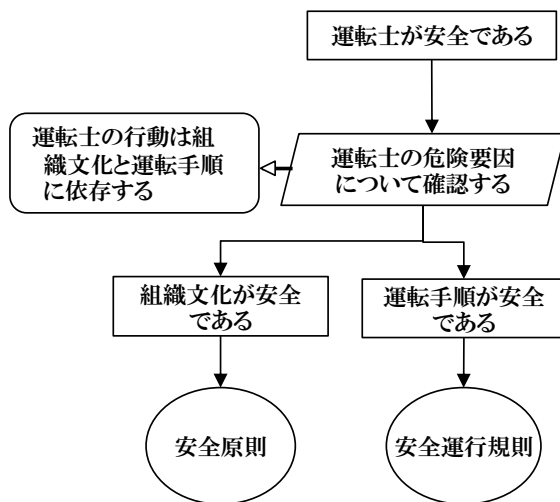 運転士が安全である
運転士の行動は組
織文化と運転手順
に依存する
運転士の危険要因
について確認する
組織文化が安全
である
運転手順が安全
である
安全原則
安全運行規則